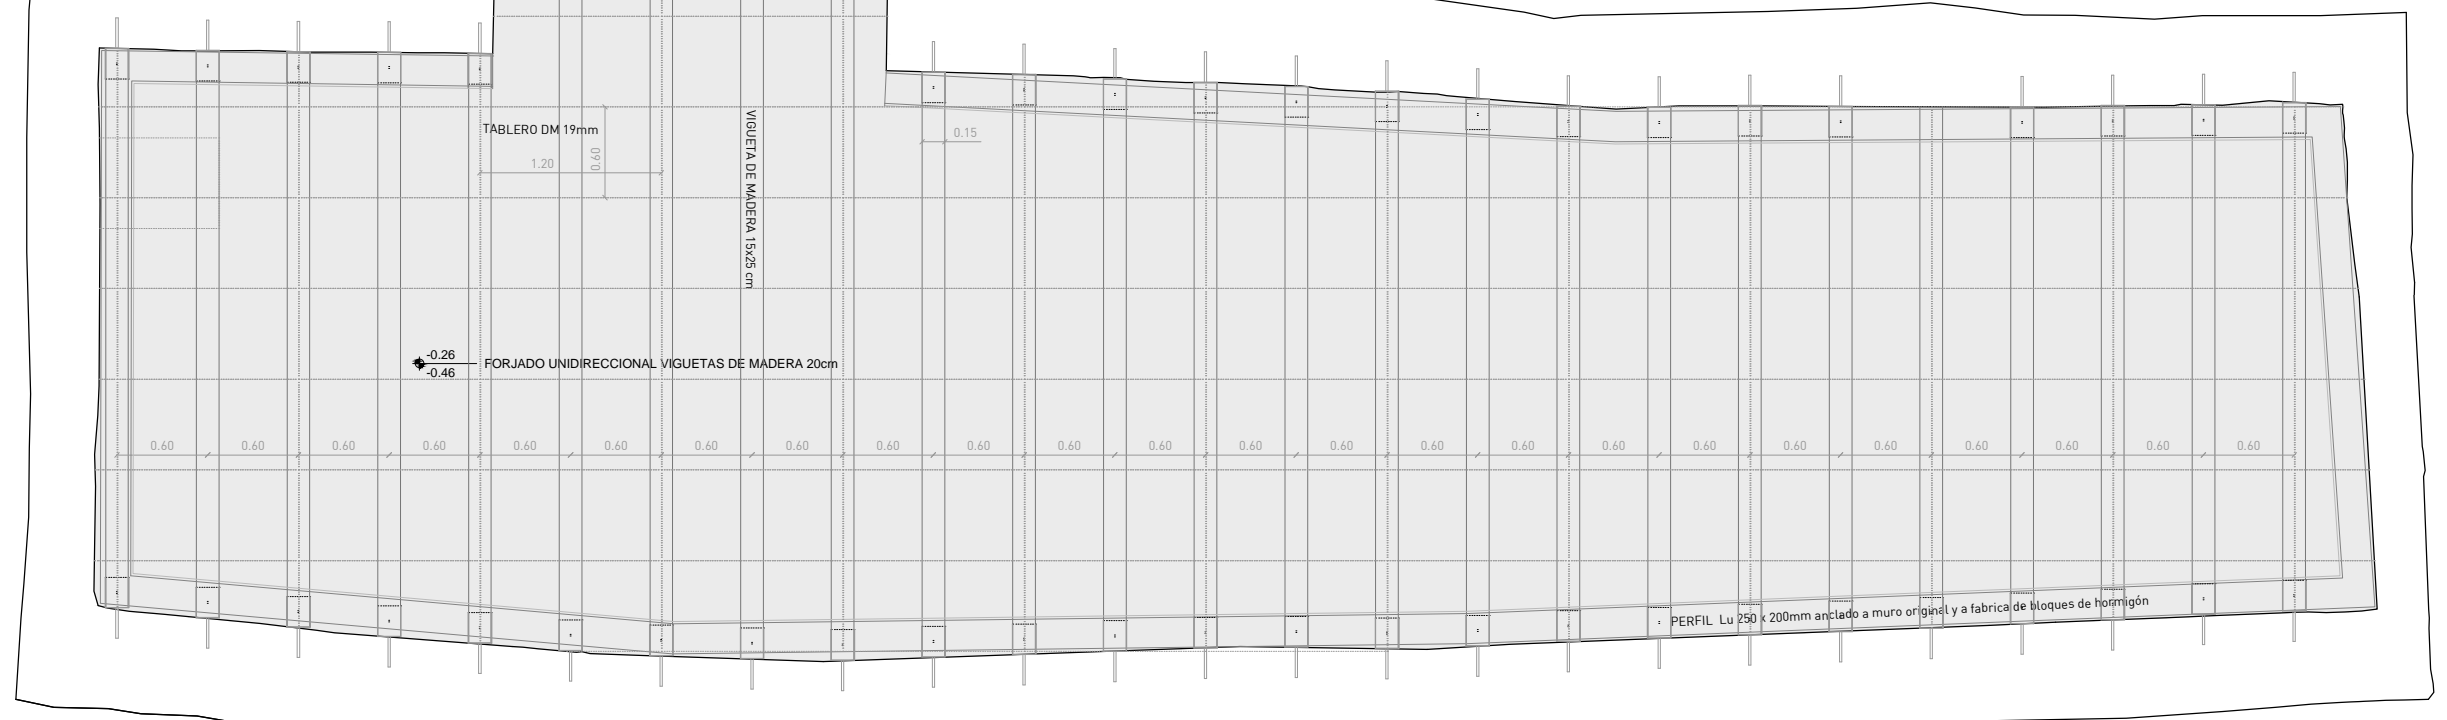 TABLERO DM 19mm
0.15
1.20
0.60
VIGUETA DE MADERA 15x25 cm
-0.26
-0.46
FORJADO UNIDIRECCIONAL VIGUETAS DE MADERA 20cm
0.60 0.60 0.60 0.60 0.60 0.60 0.60 0.60 0.60 0.60 0.60 0.60 0.60 0.60 0.60 0.60 0.60 0.60 0.60 0.60 0.60 0.60 0.60 0.60
PERFIL Lu 250 x 200mm anclado a muro original y a fabrica de bloques de hormigón